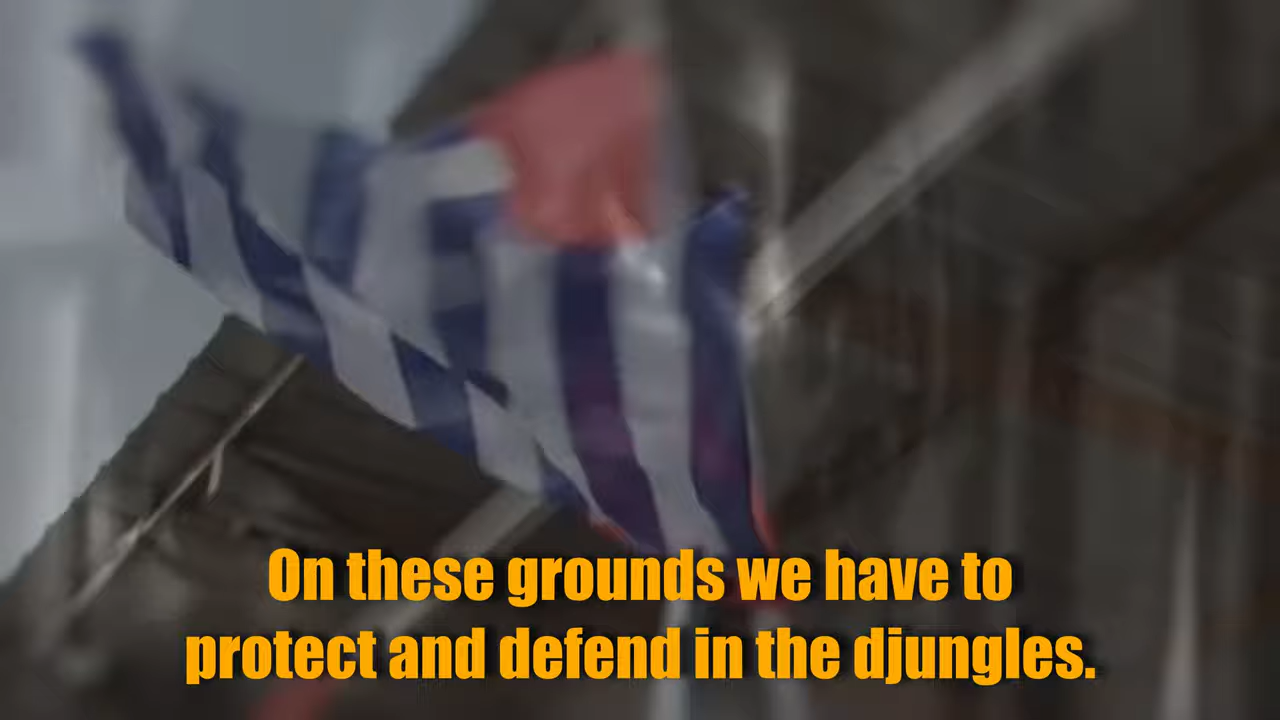 On these grounds we have to
protect and defend in the djungles.